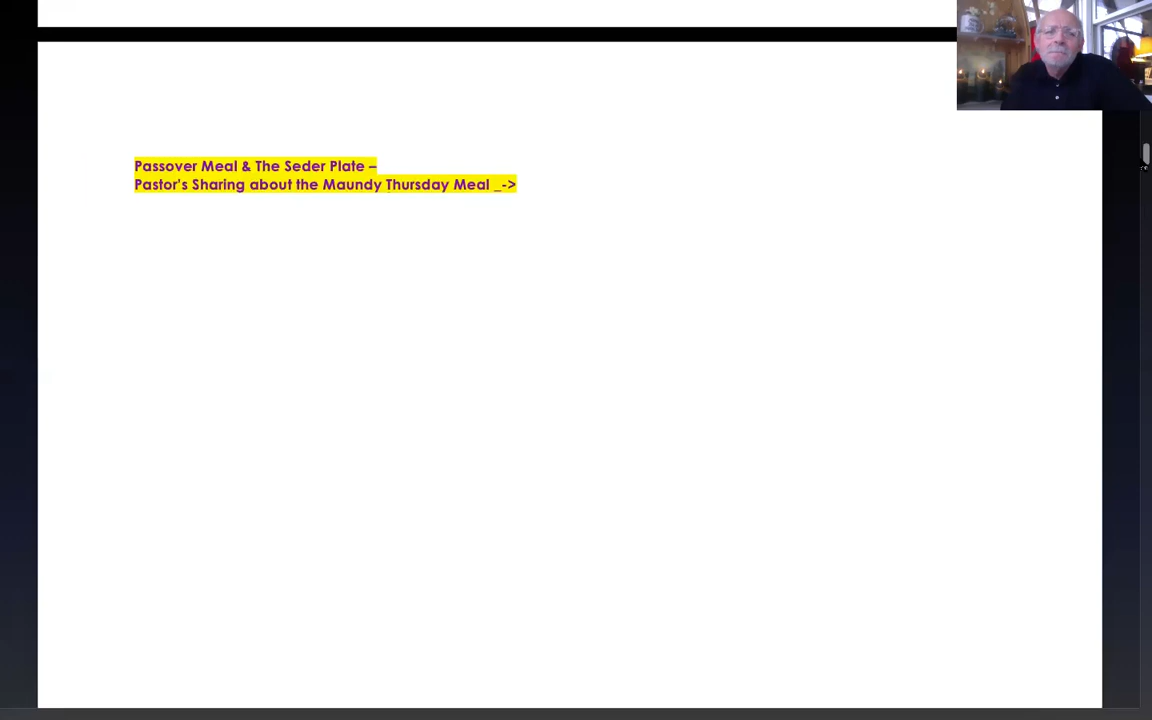 Passover Meal & The Seder Plate –
Pastor's Sharing about the Maundy Thursday Meal _->